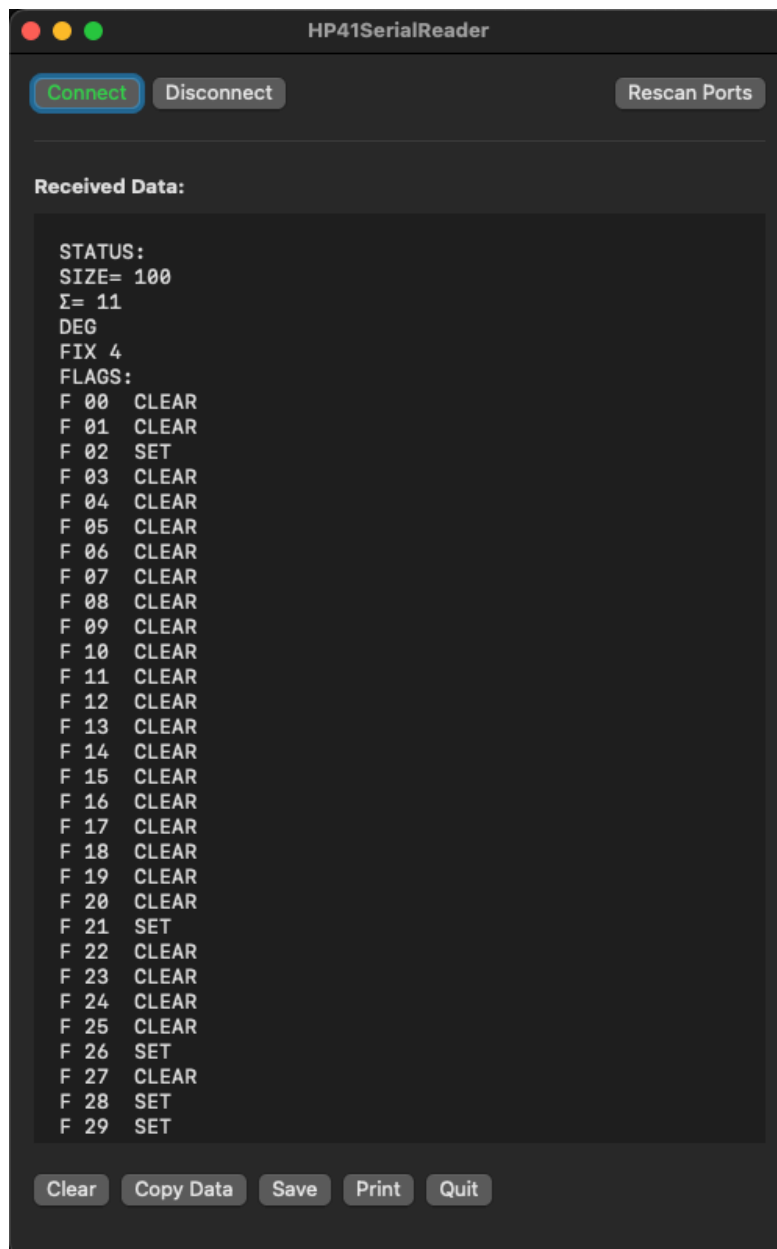 HP41SerialReader
Connect Disconnect Rescan Ports
Received Data:
STATUS:
SIZE= 100
Σ= 11
DEG
FIX 4
FLAGS:
F 00  CLEAR
F 01  CLEAR
F 02  SET
F 03  CLEAR
F 04  CLEAR
F 05  CLEAR
F 06  CLEAR
F 07  CLEAR
F 08  CLEAR
F 09  CLEAR
F 10  CLEAR
F 11  CLEAR
F 12  CLEAR
F 13  CLEAR
F 14  CLEAR
F 15  CLEAR
F 16  CLEAR
F 17  CLEAR
F 18  CLEAR
F 19  CLEAR
F 20  CLEAR
F 21  SET
F 22  CLEAR
F 23  CLEAR
F 24  CLEAR
F 25  CLEAR
F 26  SET
F 27  CLEAR
F 28  SET
F 29  SET
Clear Copy Data Save Print Quit